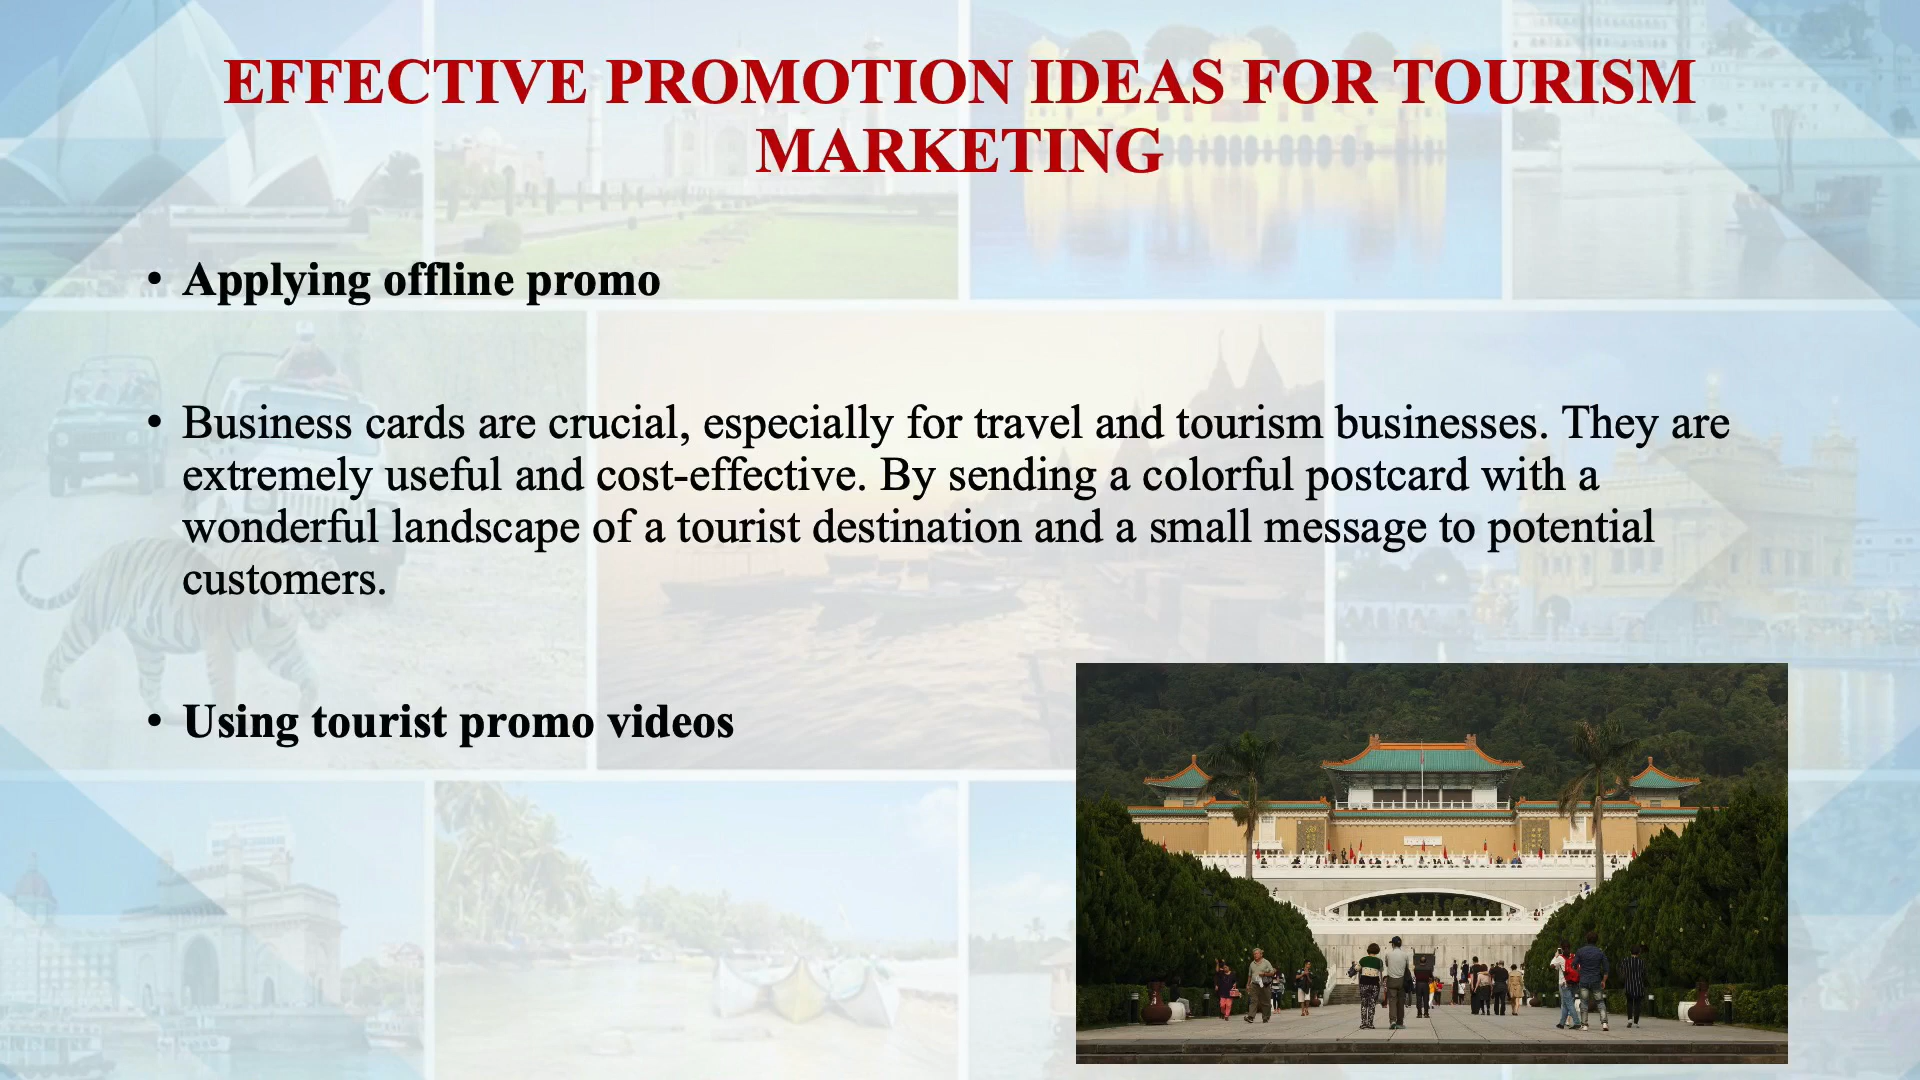 EFFECTIVE PROMOTION IDEAS FOR TOURISM
MARKETING
• Applying offline promo
• Business cards are crucial, especially for travel and tourism businesses. They are
extremely useful and cost-effective. By sending a colorful postcard with a
wonderful landscape of a tourist destination and a small message to potential
customers.
• Using tourist promo videos